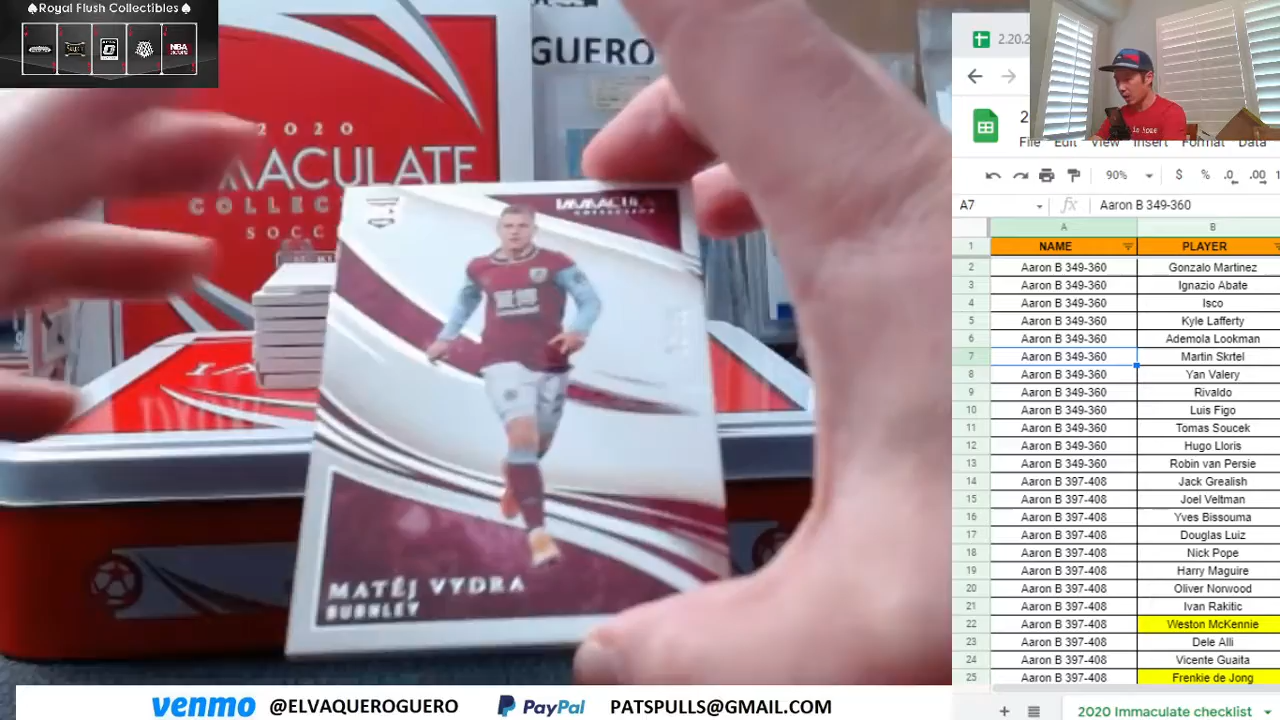 ♠Royal Flush Collectibles♠
GUERO
2020
IMMACULATE
COLLEC
SOCC
IMMACULA
COLLECTION
MATĚJ VYDRA
BURNLEY
venmo @ELVAQUEROGUERO PayPal PATSPULLS@GMAIL.COM
2.20.2
2
File Edit View Insert Format Data
90% $ % .0 .00
A7 fx Aaron B 349-360
A B
1 NAME PLAYER
2 Aaron B 349-360 Gonzalo Martinez
3 Aaron B 349-360 Ignazio Abate
4 Aaron B 349-360 Isco
5 Aaron B 349-360 Kyle Lafferty
6 Aaron B 349-360 Ademola Lookman
7 Aaron B 349-360 Martin Skrtel
8 Aaron B 349-360 Yan Valery
9 Aaron B 349-360 Rivaldo
10 Aaron B 349-360 Luis Figo
11 Aaron B 349-360 Tomas Soucek
12 Aaron B 349-360 Hugo Lloris
13 Aaron B 349-360 Robin van Persie
14 Aaron B 397-408 Jack Grealish
15 Aaron B 397-408 Joel Veltman
16 Aaron B 397-408 Yves Bissouma
17 Aaron B 397-408 Douglas Luiz
18 Aaron B 397-408 Nick Pope
19 Aaron B 397-408 Harry Maguire
20 Aaron B 397-408 Oliver Norwood
21 Aaron B 397-408 Ivan Rakitic
22 Aaron B 397-408 Weston McKennie
23 Aaron B 397-408 Dele Alli
24 Aaron B 397-408 Vicente Guaita
25 Aaron B 397-408 Frenkie de Jong
2020 Immaculate checklist